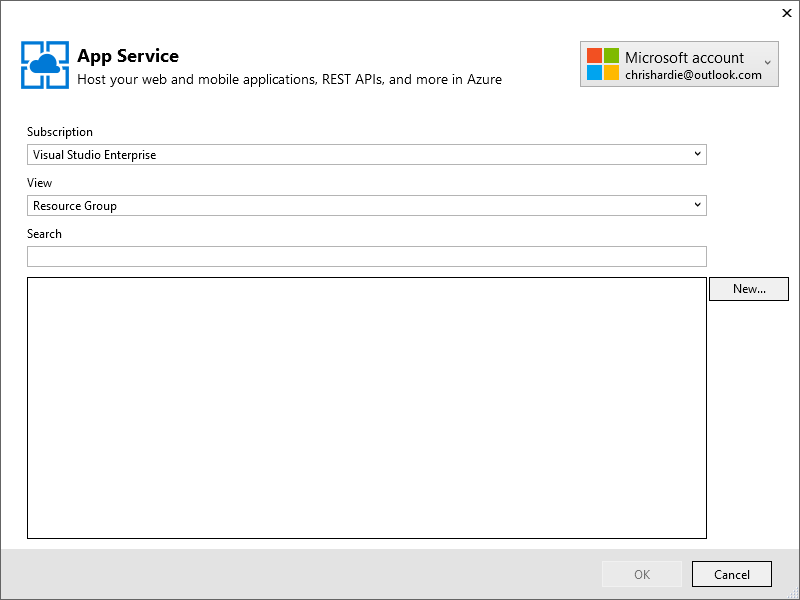 App Service
Host your web and mobile applications, REST APIs, and more in Azure
Microsoft account
chrishardie@outlook.com
Subscription
Visual Studio Enterprise
View
Resource Group
Search
New...
OK
Cancel